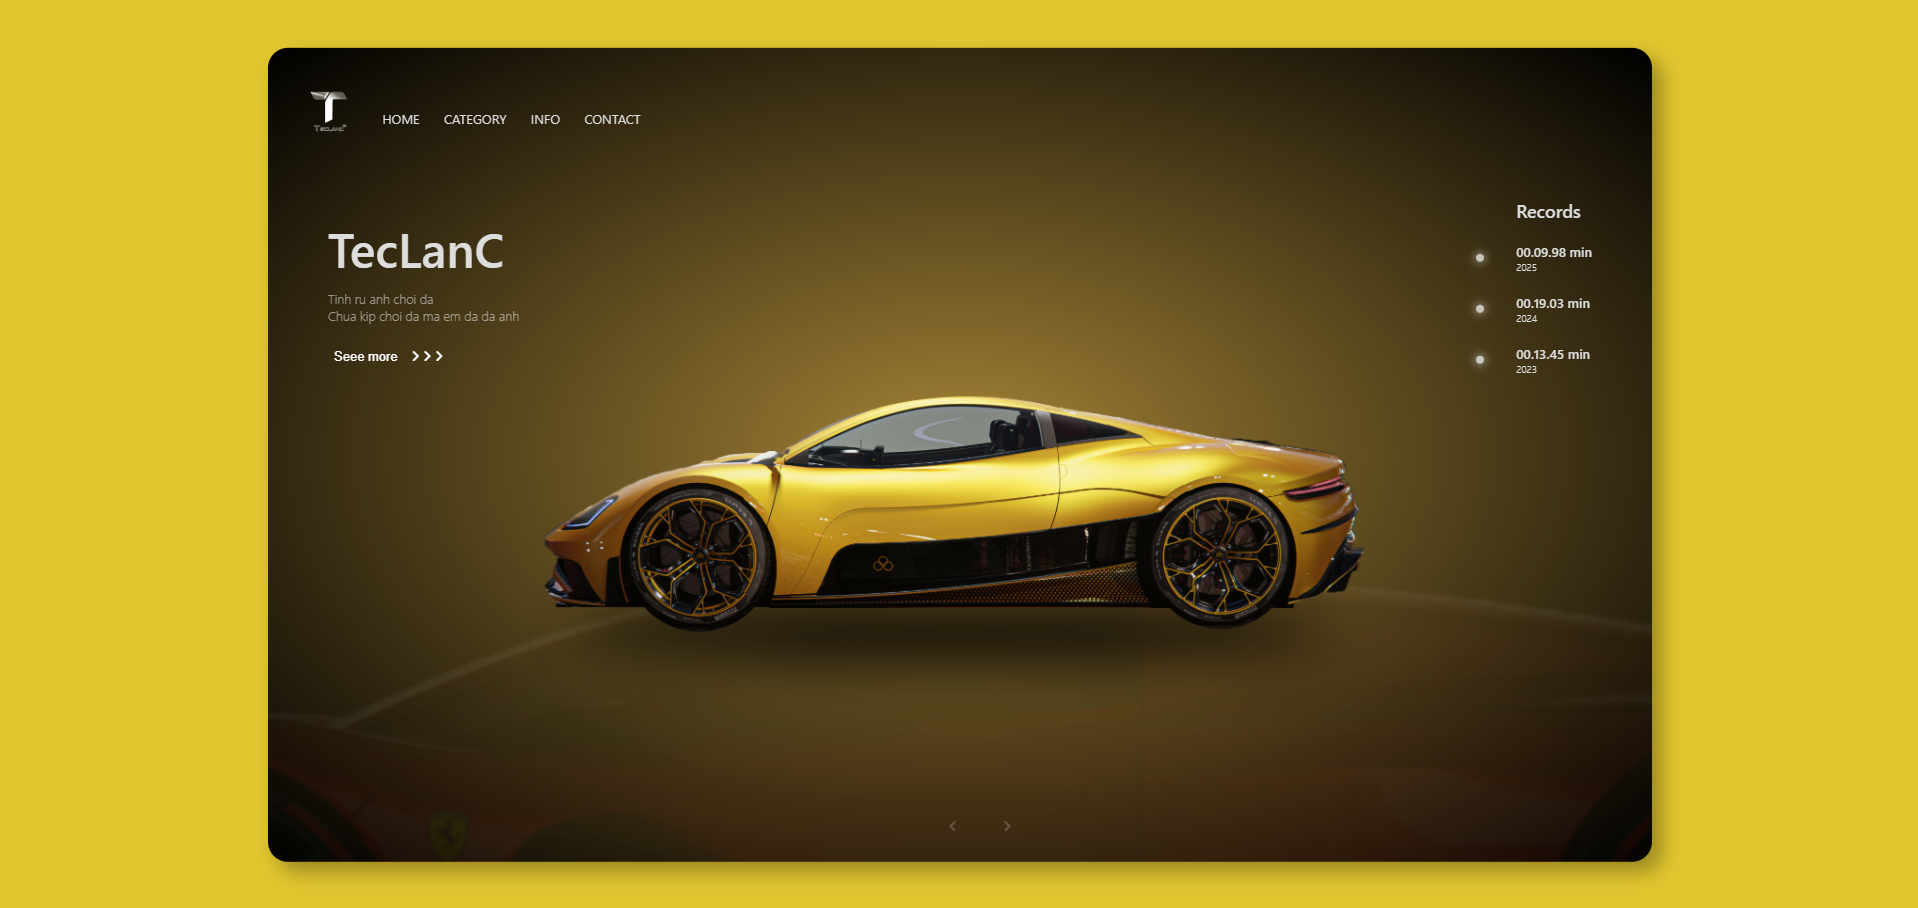 TecLanC
HOME CATEGORY INFO CONTACT
TecLanC
Tinh ru anh choi da
Chua kip choi da ma em da da anh
Seee more
Records
00.09.98 min
2025
00.19.03 min
2024
00.13.45 min
2023